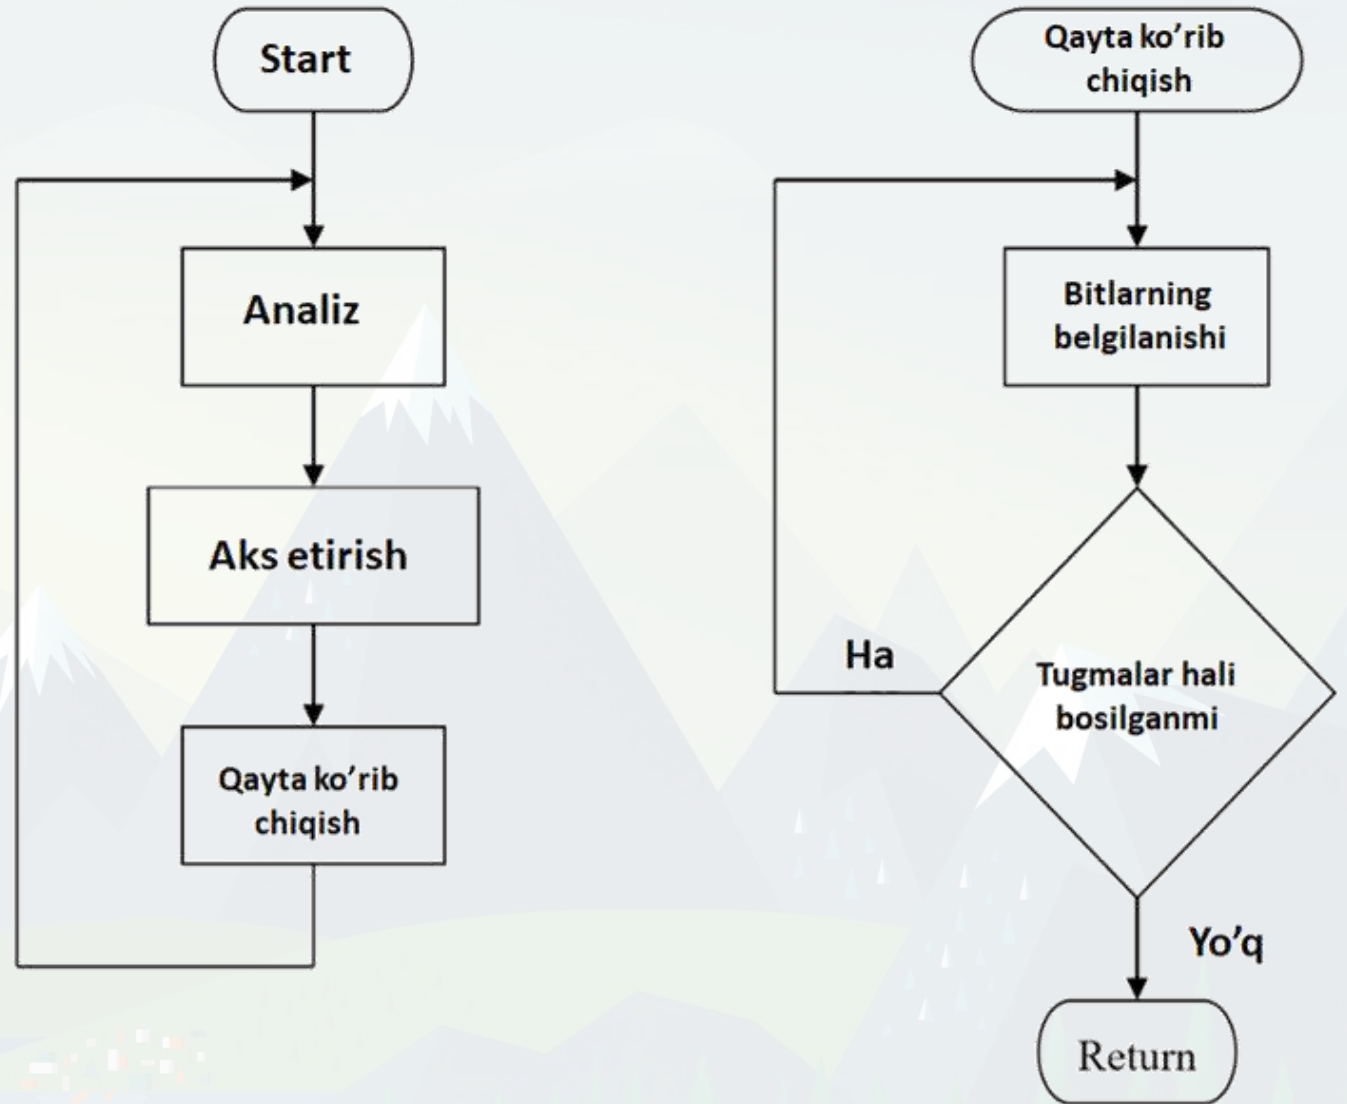 Start
Analiz
Aks etirish
Qayta ko’rib
chiqish
Qayta ko’rib
chiqish
Bitlarning
belgilanishi
Ha
Tugmalar hali
bosilganmi
Yo’q
Return